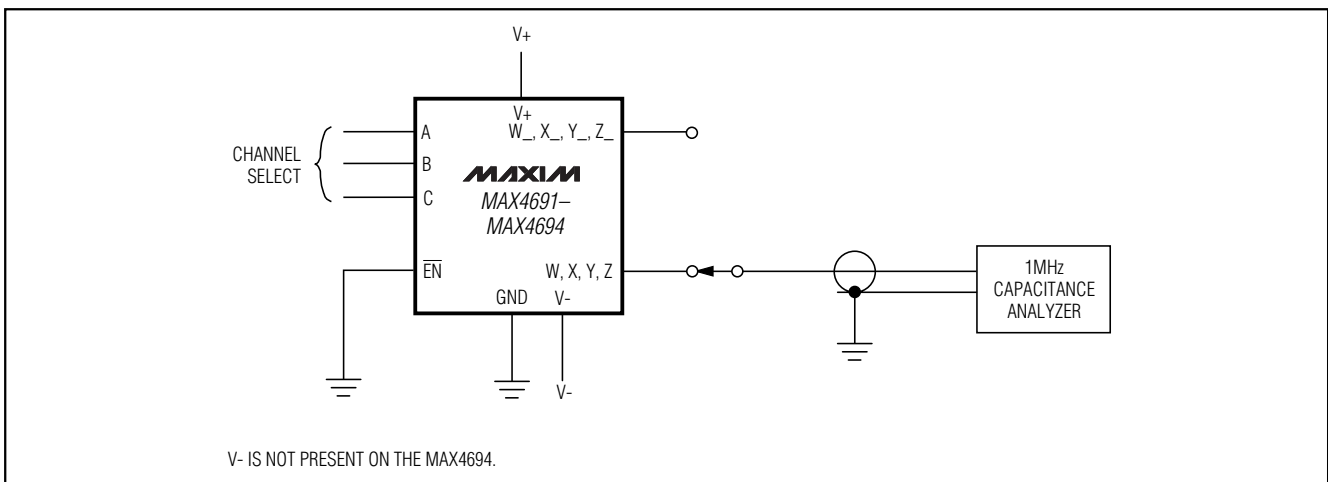 V+
V+
A
W_, X_, Y_, Z_
CHANNEL
SELECT
B
MAXIM
C
MAX4691–
MAX4694
EN
W, X, Y, Z
1MHz
CAPACITANCE
ANALYZER
GND
V-
V-
V- IS NOT PRESENT ON THE MAX4694.